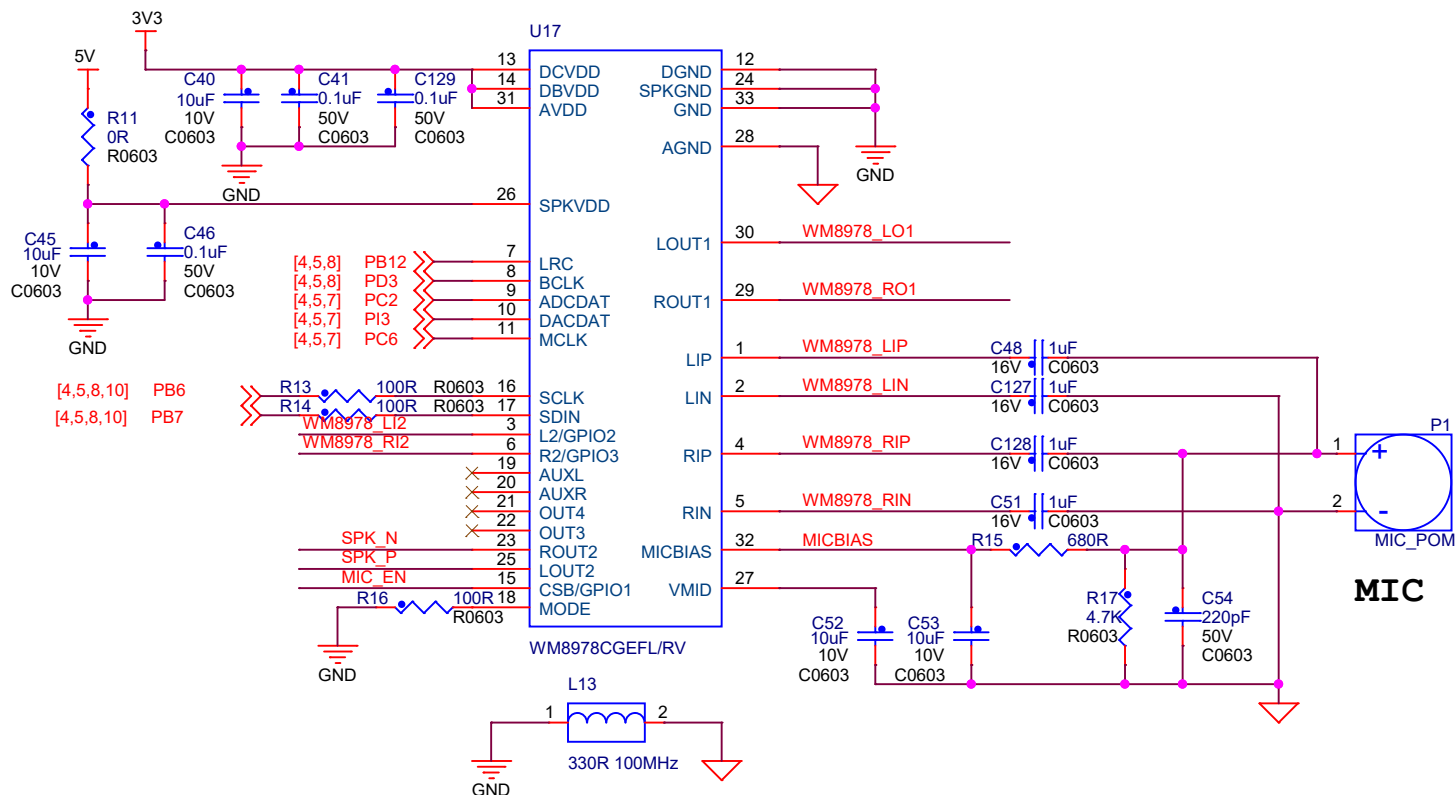 3V3
5V
R11
0R
R0603
C40
10uF
10V
C0603
C41
0.1uF
50V
C0603
C129
0.1uF
50V
C0603
GND
C45
10uF
10V
C0603
C46
0.1uF
50V
C0603
GND
U17
13 DCVDD
14 DBVDD
31 AVDD
26 SPKVDD
[4,5,8] PB12 7 LRC
[4,5,8] PD3 8 BCLK
[4,5,7] PC2 9 ADCDAT
[4,5,7] PI3 10 DACDAT
[4,5,7] PC6 11 MCLK
[4,5,8,10] PB6 R13 100R R0603 16 SCLK
[4,5,8,10] PB7 R14 100R R0603 17 SDIN
WM8978_LI2 3 L2/GPIO2
WM8978_RI2 6 R2/GPIO3
19 AUXL
20 AUXR
21 OUT4
22 OUT3
SPK_N 23 ROUT2
SPK_P 25 LOUT2
MIC_EN 15 CSB/GPIO1
R16 100R R0603 18 MODE
GND
WM8978CGEFL/RV
DGND 12
SPKGND 24
GND 33
AGND 28
GND
LOUT1 30 WM8978_LO1
ROUT1 29 WM8978_RO1
LIP 1 WM8978_LIP C48 1uF
16V C0603
LIN 2 WM8978_LIN C127 1uF
16V C0603
RIP 4 WM8978_RIP C128 1uF
16V C0603
RIN 5 WM8978_RIN C51 1uF
16V C0603
MICBIAS 32 MICBIAS R15 680R
VMID 27
C52
10uF
10V
C0603
C53
10uF
10V
C0603
R17
4.7K
R0603
C54
220pF
50V
C0603
P1
1 +
2 -
MIC_POM
MIC
L13
1 2
330R 100MHz
GND